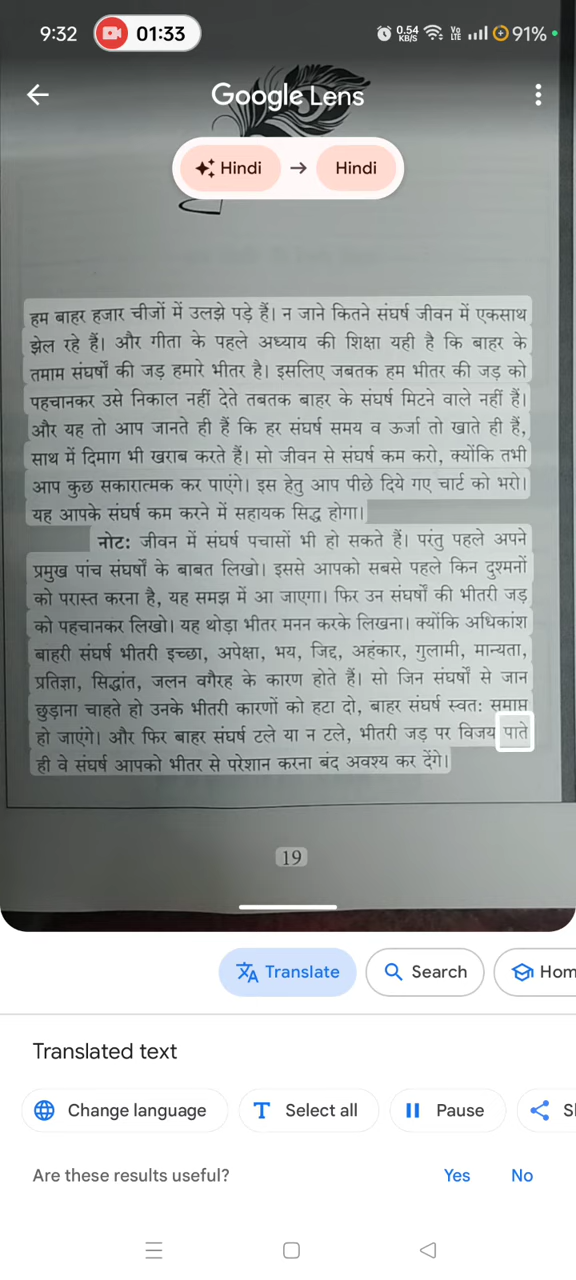 9:32
01:33
0.54 KB/S
Vo LTE
91%
Google Lens
Hindi → Hindi
हम बाहर हजार चीजों में उलझे पड़े हैं। न जाने कितने संघर्ष जीवन में एकसाथ
झेल रहे हैं। और गीता के पहले अध्याय की शिक्षा यही है कि बाहर के
तमाम संघर्षों की जड़ हमारे भीतर है। इसलिए जबतक हम भीतर की जड़ को
पहचानकर उसे निकाल नहीं देते तबतक बाहर के संघर्ष मिटने वाले नहीं हैं।
और यह तो आप जानते ही हैं कि हर संघर्ष समय व ऊर्जा तो खाते ही हैं,
साथ में दिमाग भी खराब करते हैं। सो जीवन से संघर्ष कम करो, क्योंकि तभी
आप कुछ सकारात्मक कर पाएंगे। इस हेतु आप पीछे दिये गए चार्ट को भरो।
यह आपके संघर्ष कम करने में सहायक सिद्ध होगा।
नोट: जीवन में संघर्ष पचासों भी हो सकते हैं। परंतु पहले अपने
प्रमुख पांच संघर्षों के बाबत लिखो। इससे आपको सबसे पहले किन दुश्मनों
को परास्त करना है, यह समझ में आ जाएगा। फिर उन संघर्षों की भीतरी जड़
को पहचानकर लिखो। यह थोड़ा भीतर मनन करके लिखना। क्योंकि अधिकांश
बाहरी संघर्ष भीतरी इच्छा, अपेक्षा, भय, जिद्द, अहंकार, गुलामी, मान्यता,
प्रतिज्ञा, सिद्धांत, जलन वगैरह के कारण होते हैं। सो जिन संघर्षों से जान
छुड़ाना चाहते हो उनके भीतरी कारणों को हटा दो, बाहर संघर्ष स्वत: समाप्त
हो जाएंगे। और फिर बाहर संघर्ष टले या न टले, भीतरी जड़ पर विजय पाते
ही वे संघर्ष आपको भीतर से परेशान करना बंद अवश्य कर देंगे।
19
Translate Search Hom
Translated text
Change language Select all Pause Sl
Are these results useful? Yes No